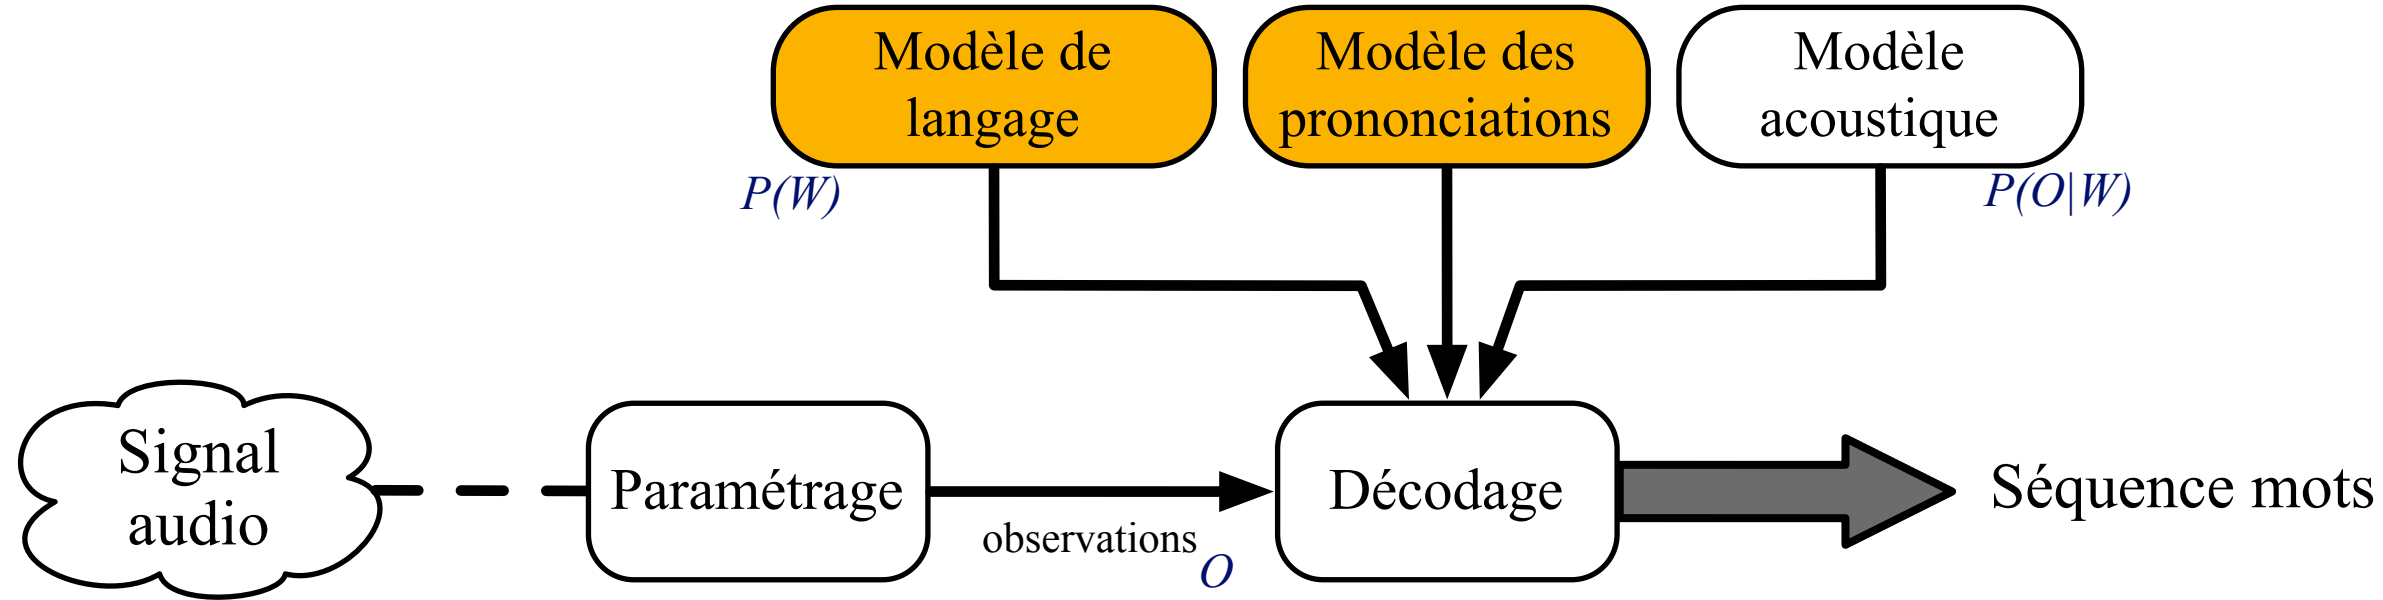 Modèle de
langage
Modèle des
prononciations
Modèle
acoustique
P(W)
P(O|W)
Signal
audio
Paramétrage
observations
O
Décodage
Séquence mots